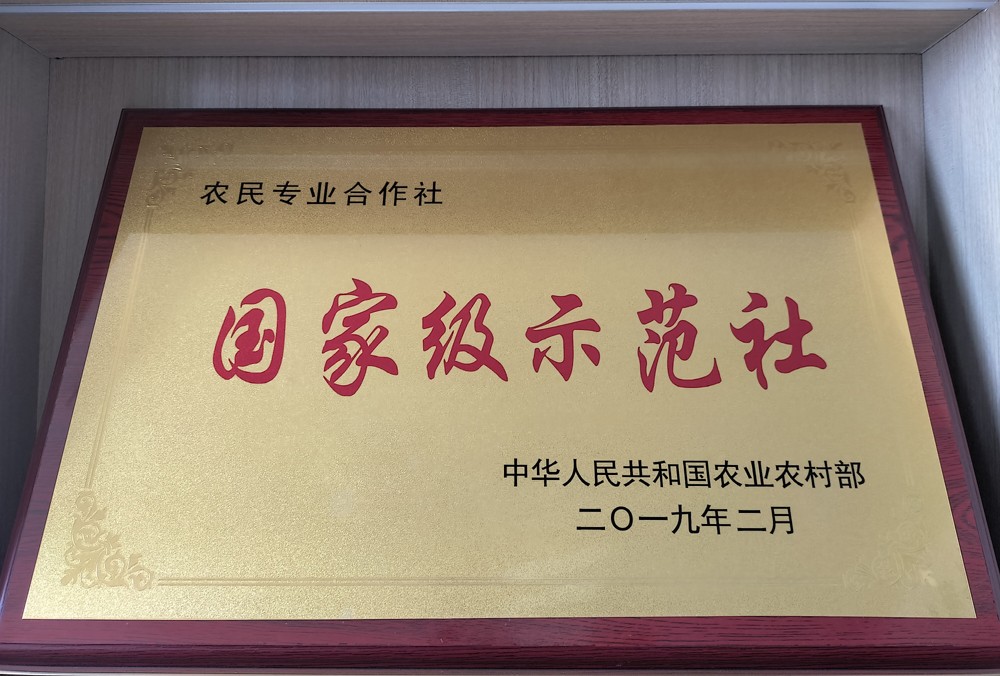 农民专业合作社
国家级示范社
中华人民共和国农业农村部
二〇一九年二月